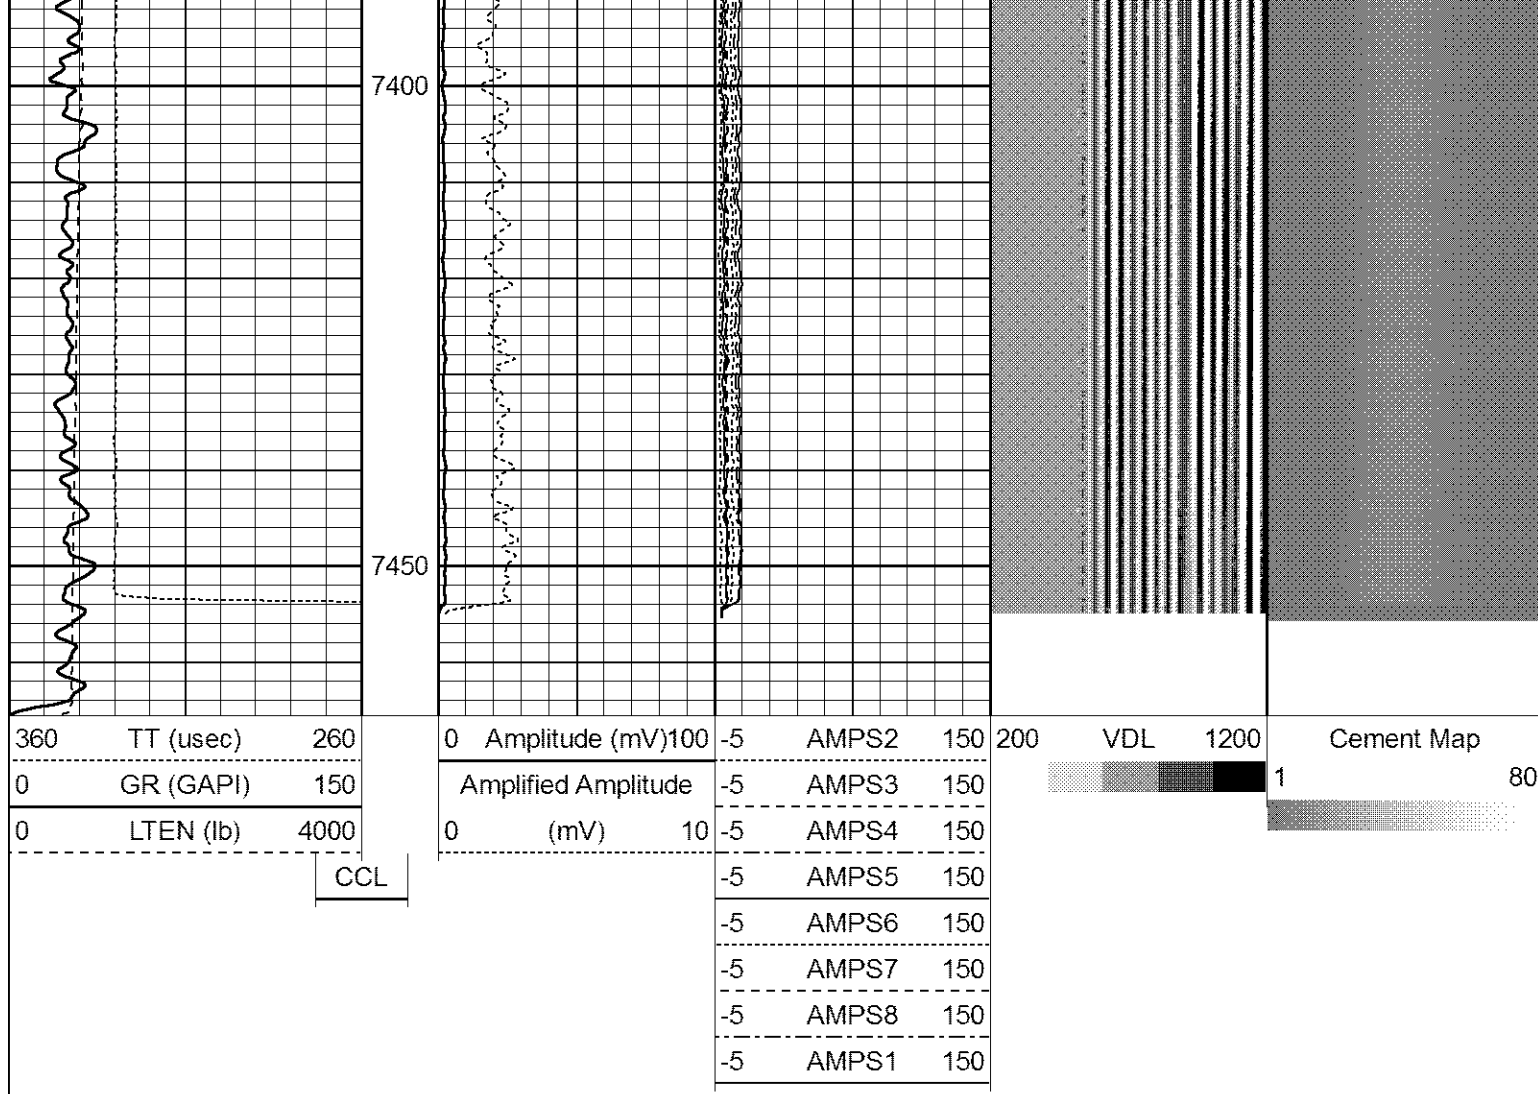 7400
7450
360 TT (usec) 260
0 GR (GAPI) 150
0 LTEN (lb) 4000
CCL
0 Amplitude (mV)100
Amplified Amplitude
0 (mV) 10
-5 AMPS2 150
-5 AMPS3 150
-5 AMPS4 150
-5 AMPS5 150
-5 AMPS6 150
-5 AMPS7 150
-5 AMPS8 150
-5 AMPS1 150
200 VDL 1200
Cement Map
1 80